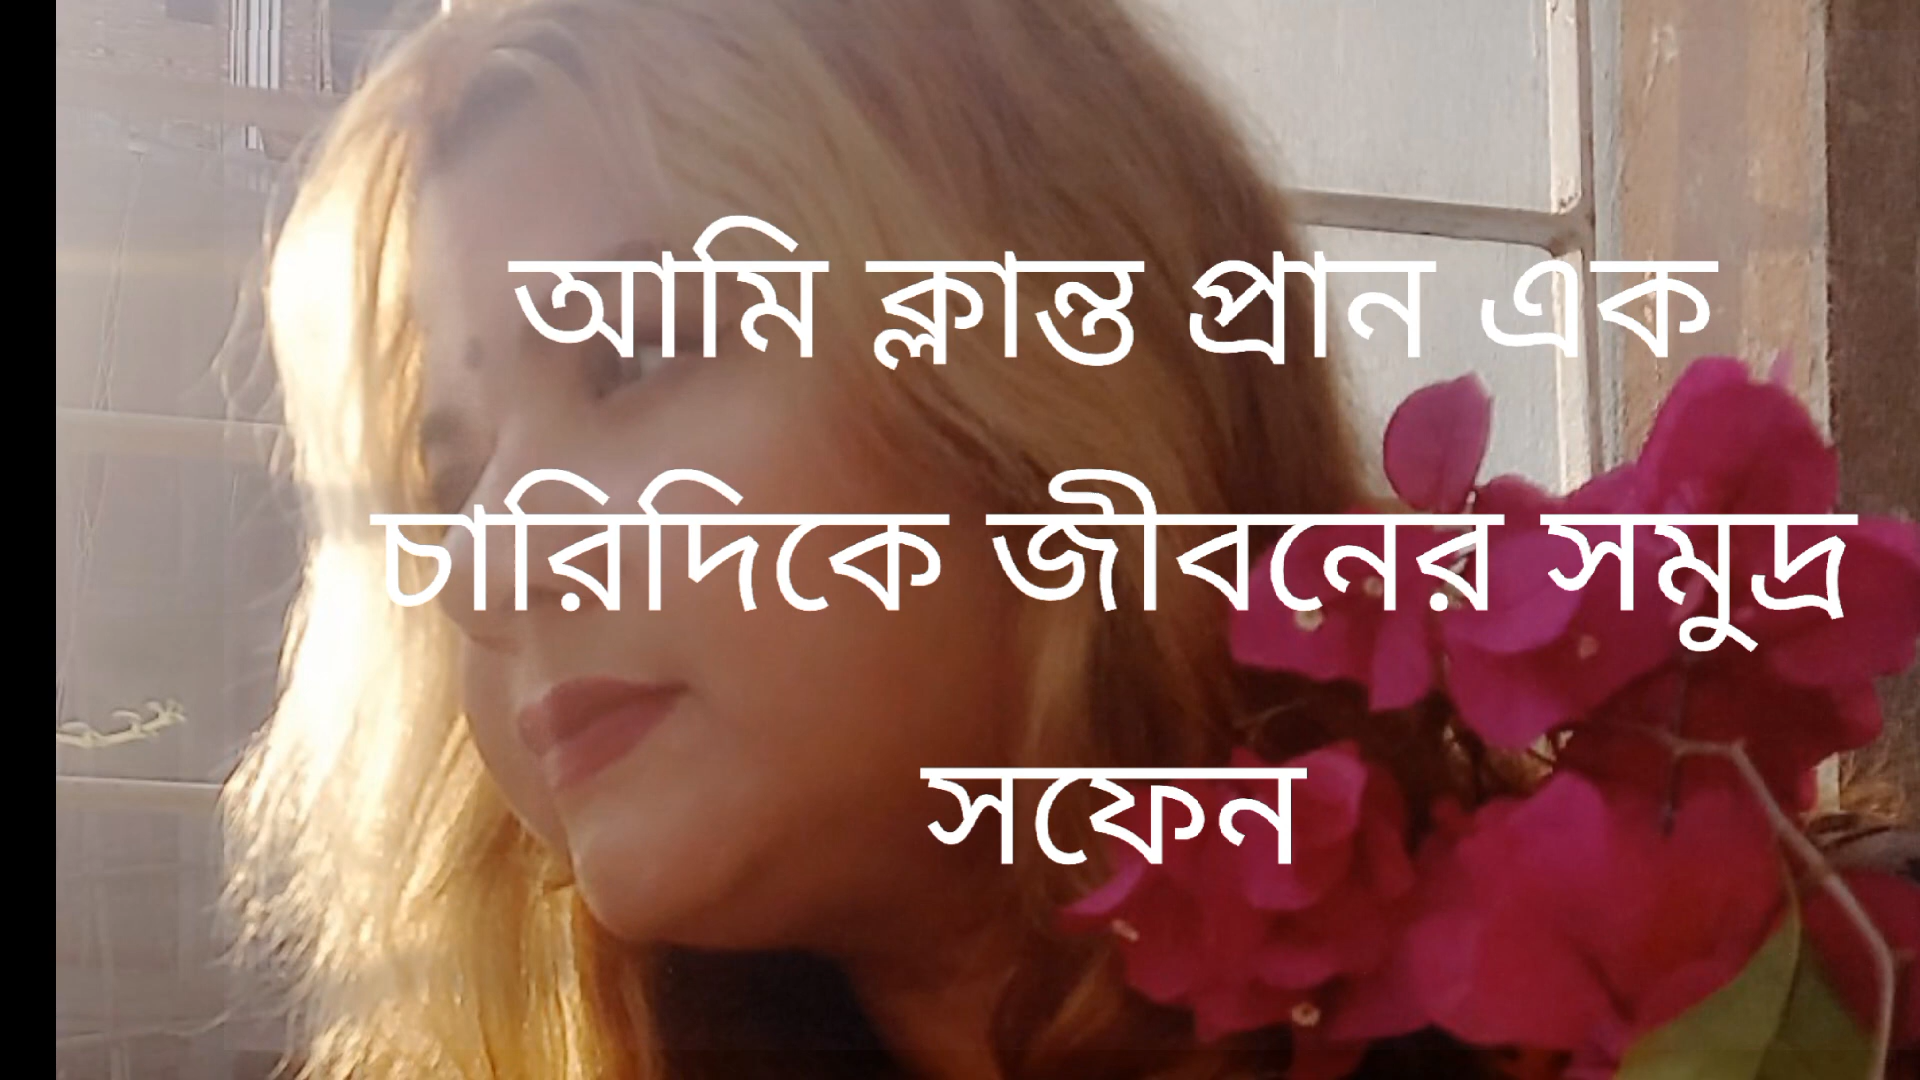 আমি ক্লান্ত প্রান এক
চারিদিকে জীবনের সমুদ্র
সফেন